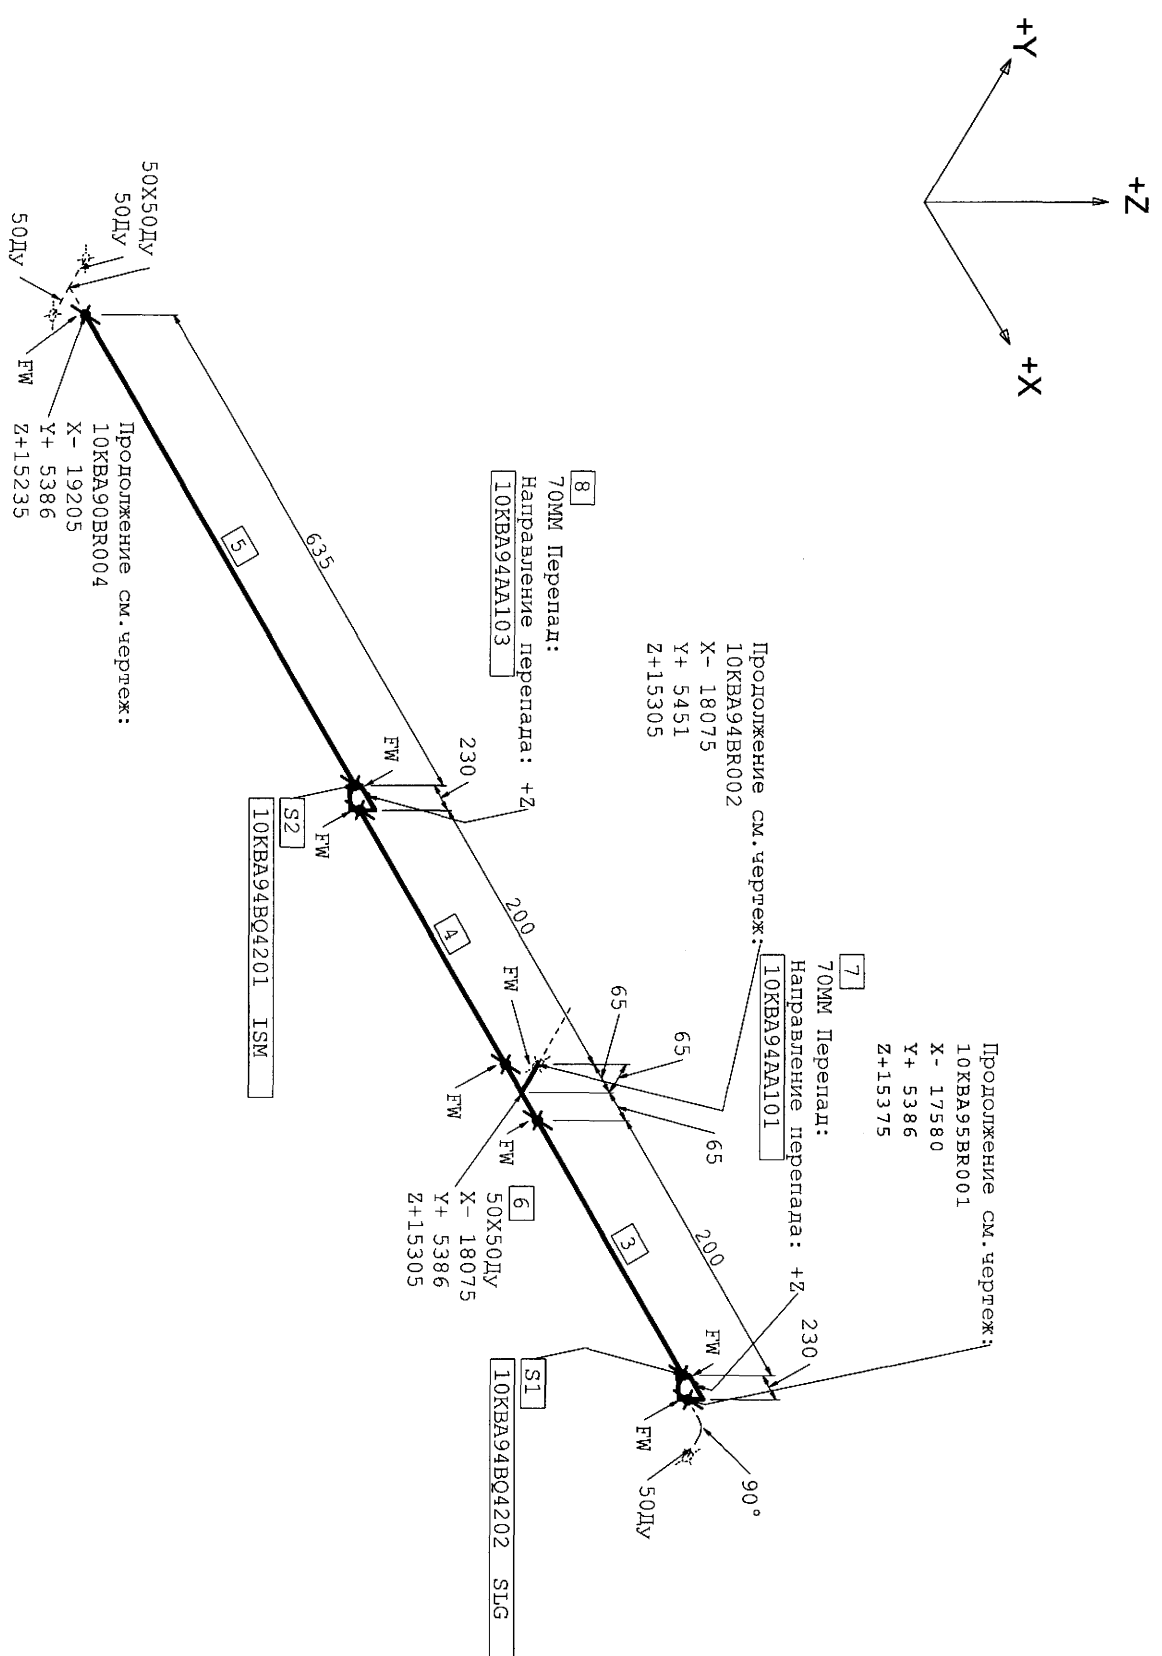 +Y
+Z
+X
50X50Ду
50Ду
50Ду
FW
Продолжение см.чертеж:
10KBA90BR004
X- 19205
Y+ 5386
Z+15235
5
635
8
70ММ Перепад:
Направление перепада: +Z
10KBA94AA103
FW
230
S2
10KBA94BQ4201 ISM
FW
4
200
Продолжение см.чертеж:
10KBA94BR002
X- 18075
Y+ 5451
Z+15305
FW
65
65
65
FW
FW
6
50X50Ду
X- 18075
Y+ 5386
Z+15305
7
70ММ Перепад:
Направление перепада: +Z
10KBA94AA101
3
200
Продолжение см.чертеж:
10KBA95BR001
X- 17580
Y+ 5386
Z+15375
FW
230
S1
10KBA94BQ4202 SLG
FW
50Ду
90°